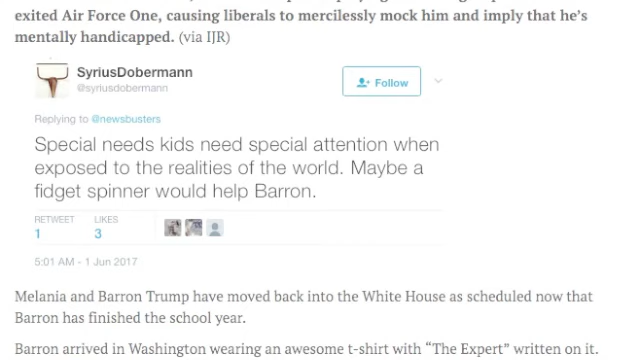 exited Air Force One, causing liberals to mercilessly mock him and imply that he's
mentally handicapped. (via IJR)
SyriusDobermann
@syriusdobermann
Follow
Replying to @newsbusters
Special needs kids need special attention when
exposed to the realities of the world. Maybe a
fidget spinner would help Barron.
RETWEET LIKES
1 3
5:01 AM - 1 Jun 2017
Melania and Barron Trump have moved back into the White House as scheduled now that
Barron has finished the school year.
Barron arrived in Washington wearing an awesome t-shirt with “The Expert” written on it.